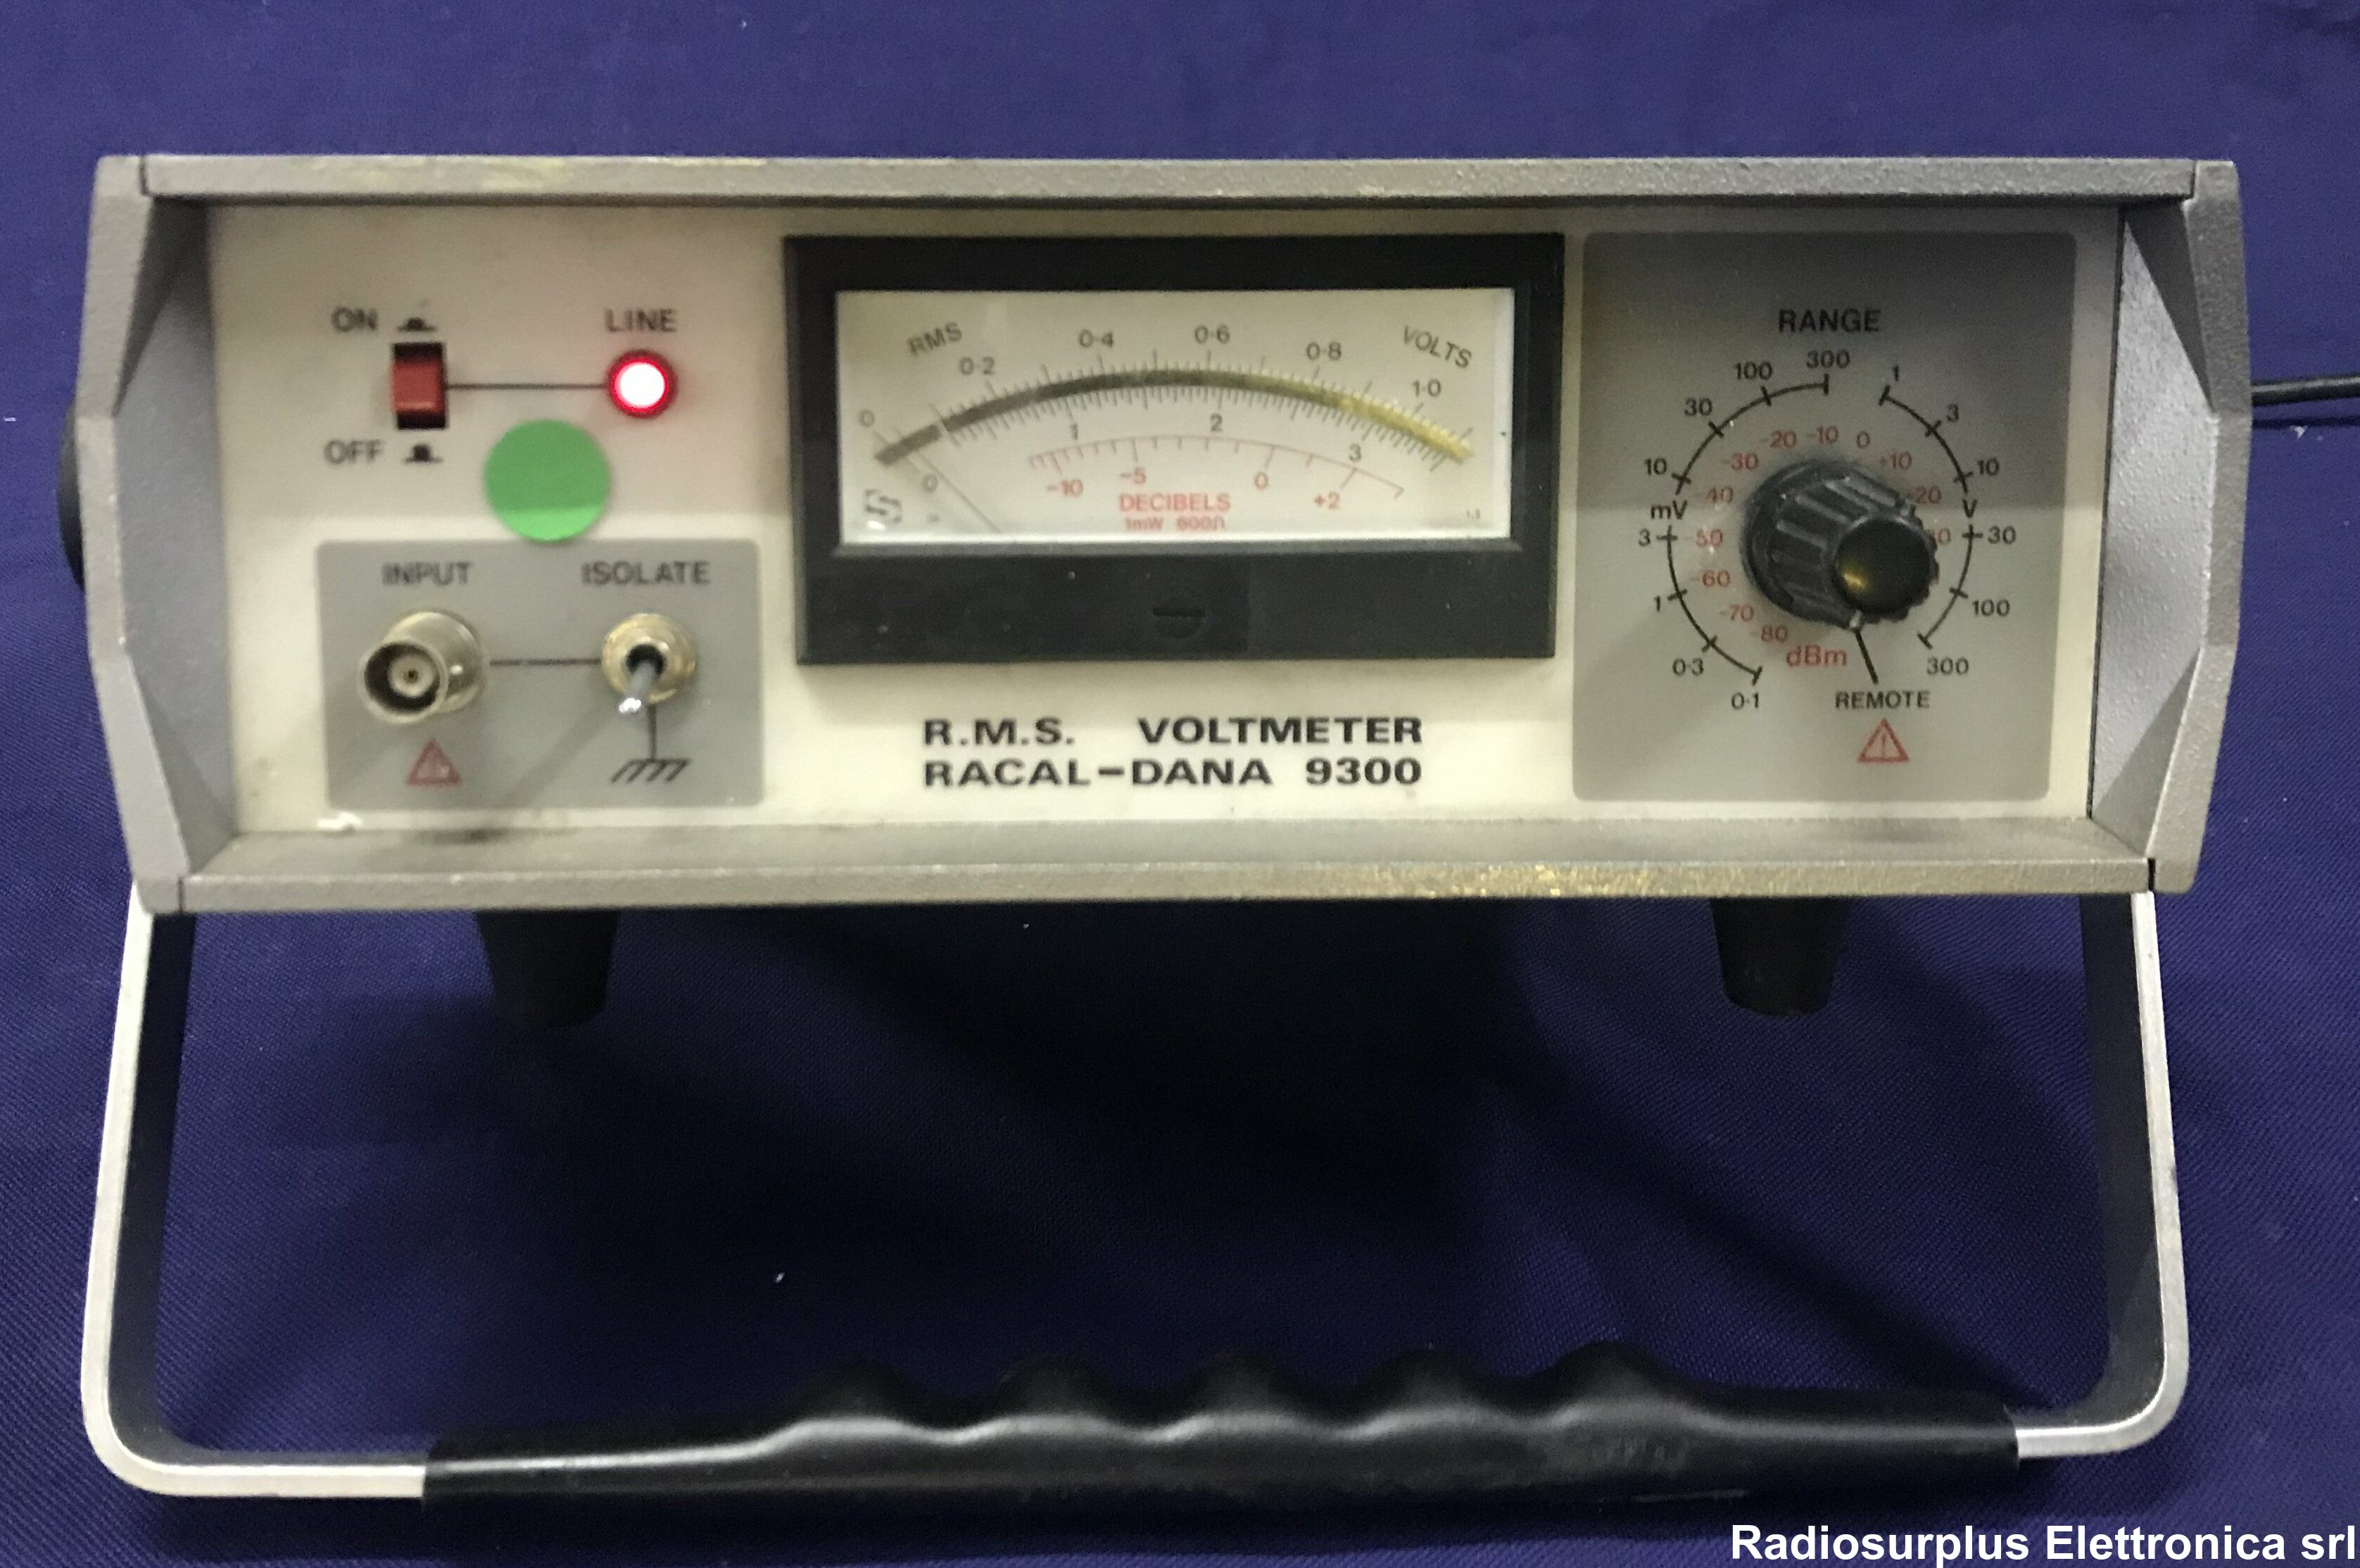 ON
LINE
OFF
INPUT
ISOLATE
RMS
VOLTS
0 0·2 0·4 0·6 0·8 1·0
0 1 2 3
-10 -5 0 +2
DECIBELS
1mW 600Ω
R.M.S. VOLTMETER
RACAL-DANA 9300
RANGE
0·1 0·3 1 3 10 30 100 300
mV
1 3 10 30 100 300
V
-80 -70 -60 -50 -40 -30 -20 -10 0 +10
dBm
REMOTE
Radiosurplus Elettronica srl